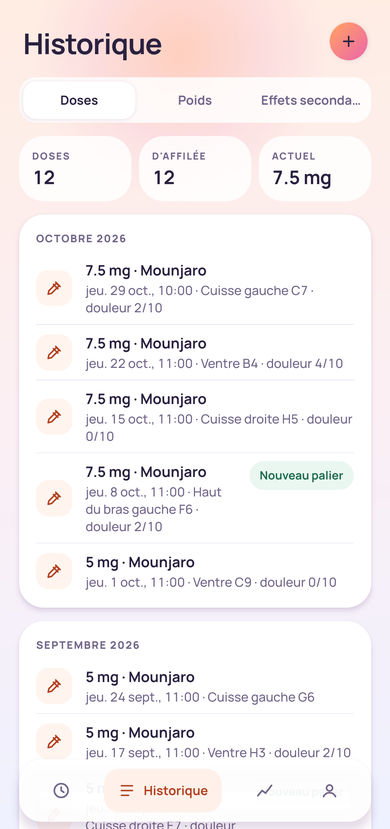 Historique
Doses
Poids
Effets seconda…
DOSES
12
D'AFFILÉE
12
ACTUEL
7.5 mg
OCTOBRE 2026
7.5 mg · Mounjaro
jeu. 29 oct., 10:00 · Cuisse gauche C7 ·
douleur 2/10
7.5 mg · Mounjaro
jeu. 22 oct., 11:00 · Ventre B4 · douleur 4/10
7.5 mg · Mounjaro
jeu. 15 oct., 11:00 · Cuisse droite H5 · douleur
0/10
7.5 mg · Mounjaro
Nouveau palier
jeu. 8 oct., 11:00 · Haut
du bras gauche F6 ·
douleur 2/10
5 mg · Mounjaro
jeu. 1 oct., 11:00 · Ventre C9 · douleur 0/10
SEPTEMBRE 2026
5 mg · Mounjaro
jeu. 24 sept., 11:00 · Cuisse gauche G6
5 mg · Mounjaro
jeu. 17 sept., 11:00 · Ventre H3 · douleur 2/10
Historique
Cuisse droite F7 · douleur